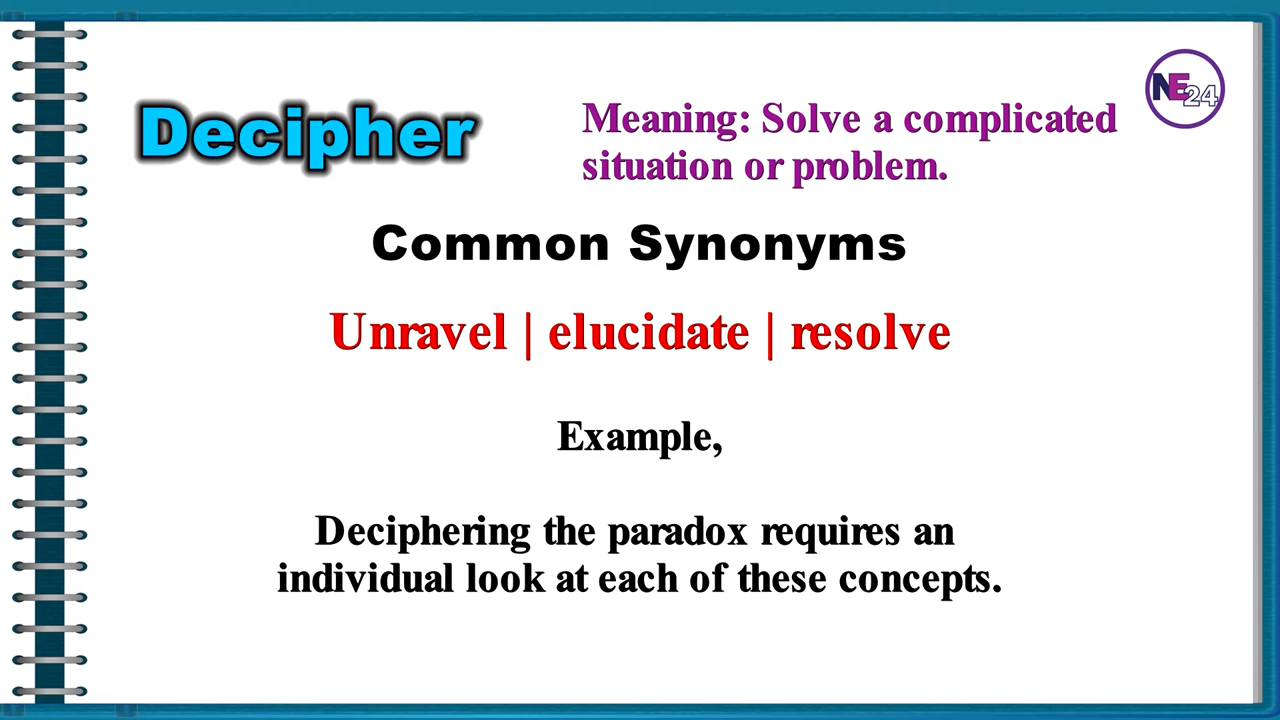 Decipher
Meaning: Solve a complicated
situation or problem.
NE24
Common Synonyms
Unravel | elucidate | resolve
Example,
Deciphering the paradox requires an
individual look at each of these concepts.